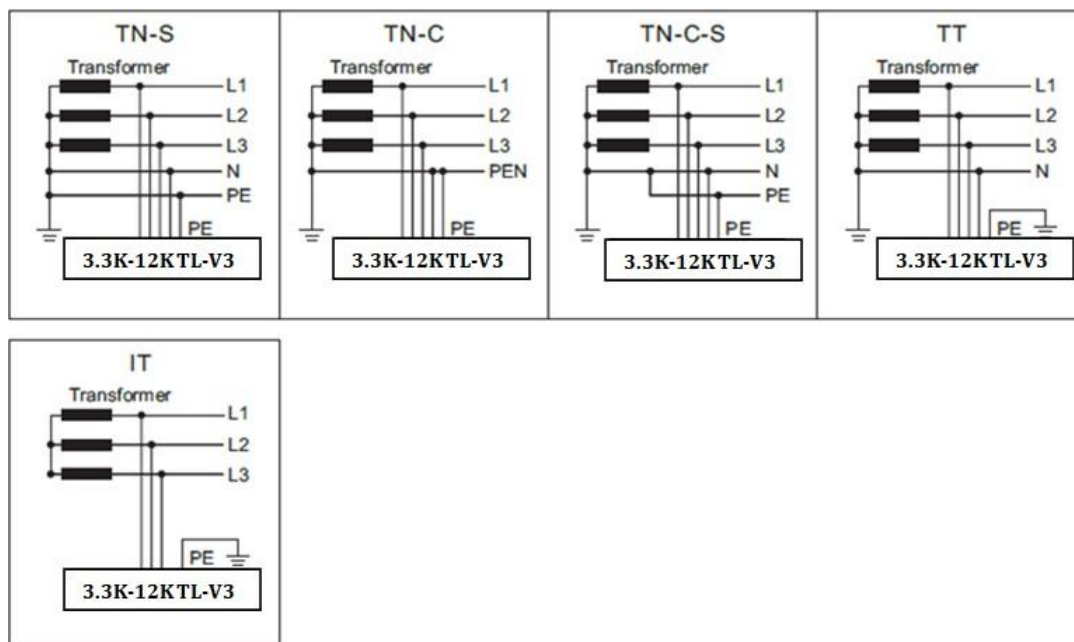 TN-S
Transformer
L1
L2
L3
N
PE
PE
3.3K-12KTL-V3
TN-C
Transformer
L1
L2
L3
PEN
PE
3.3K-12KTL-V3
TN-C-S
Transformer
L1
L2
L3
N
PE
PE
3.3K-12KTL-V3
TT
Transformer
L1
L2
L3
N
PE
3.3K-12KTL-V3
IT
Transformer
L1
L2
L3
PE
3.3K-12KTL-V3